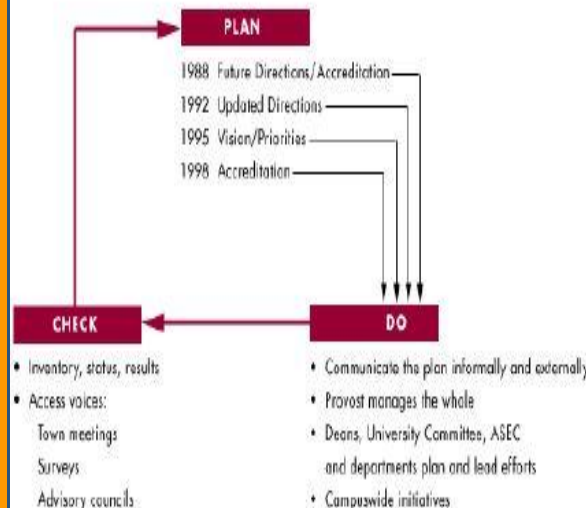 PLAN
1988 Future Directions/Accreditation
1992 Updated Directions
1995 Vision/Priorities
1998 Accreditation
CHECK
• Inventory, status, results
• Access voices:
Town meetings
Surveys
Advisory councils
DO
• Communicate the plan informally and externally
• Provost manages the whole
• Deans, University Committee, ASEC
and departments plan and lead efforts
• Campuswide initiatives